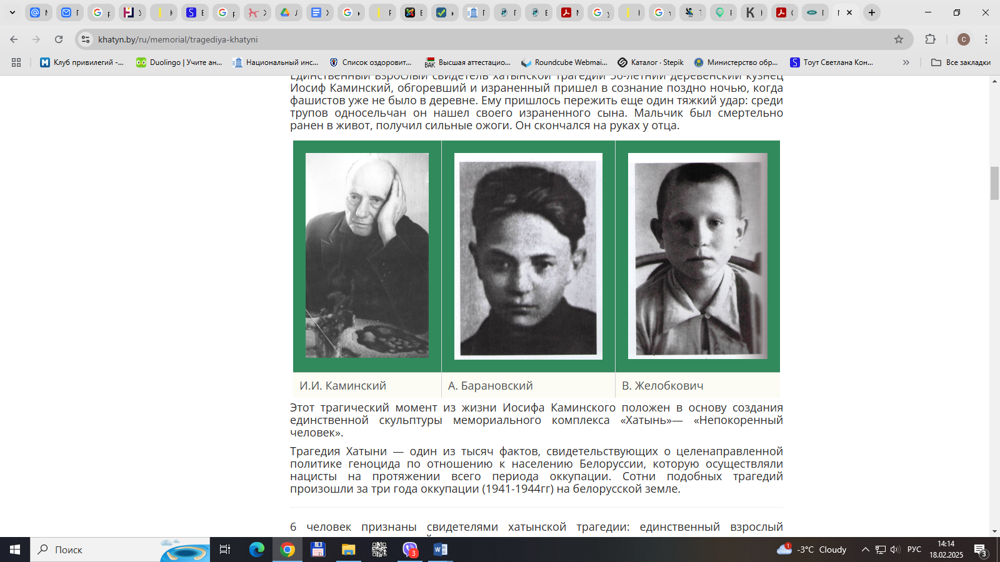 khatyn.by/ru/memorial/tragediya-khatyni
Клуб привилегий -...
Duolingo | Учите ан...
Национальный инс...
Список оздоровит...
Высшая аттестацио...
Roundcube Webmai...
Каталог · Stepik
Министерство обр...
Тоут Светлана Кон...
Все закладки
Единственный взрослый свидетель хатынской трагедии 56-летний деревенский кузнец
Иосиф Каминский, обгоревший и израненный пришел в сознание поздно ночью, когда
фашистов уже не было в деревне. Ему пришлось пережить еще один тяжкий удар: среди
трупов односельчан он нашел своего израненного сына. Мальчик был смертельно
ранен в живот, получил сильные ожоги. Он скончался на руках у отца.
И.И. Каминский
А. Барановский
В. Желобкович
Этот трагический момент из жизни Иосифа Каминского положен в основу создания
единственной скульптуры мемориального комплекса «Хатынь»— «Непокоренный
человек».
Трагедия Хатыни — один из тысяч фактов, свидетельствующих о целенаправленной
политике геноцида по отношению к населению Белоруссии, которую осуществляли
нацисты на протяжении всего периода оккупации. Сотни подобных трагедий
произошли за три года оккупации (1941-1944гг) на белорусской земле.
6 человек признаны свидетелями хатынской трагедии: единственный взрослый
Поиск
-3°C Cloudy
РУС
14:14
18.02.2025